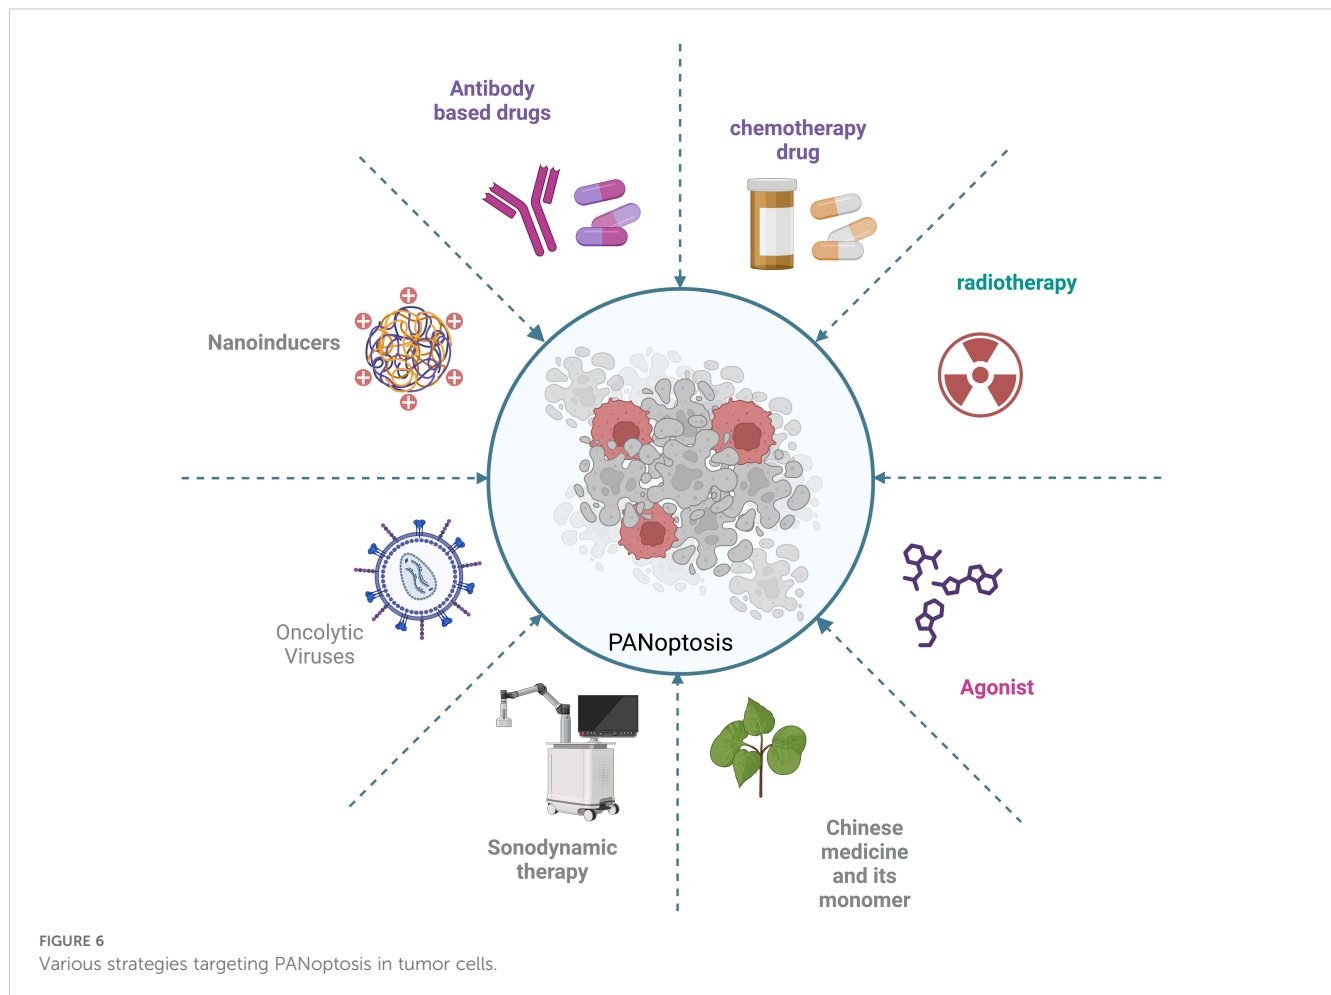 Antibody
based drugs
chemotherapy
drug
radiotherapy
Nanoinducers
Oncolytic
Viruses
PANoptosis
Agonist
Sonodynamic
therapy
Chinese
medicine
and its
monomer
FIGURE 6
Various strategies targeting PANoptosis in tumor cells.